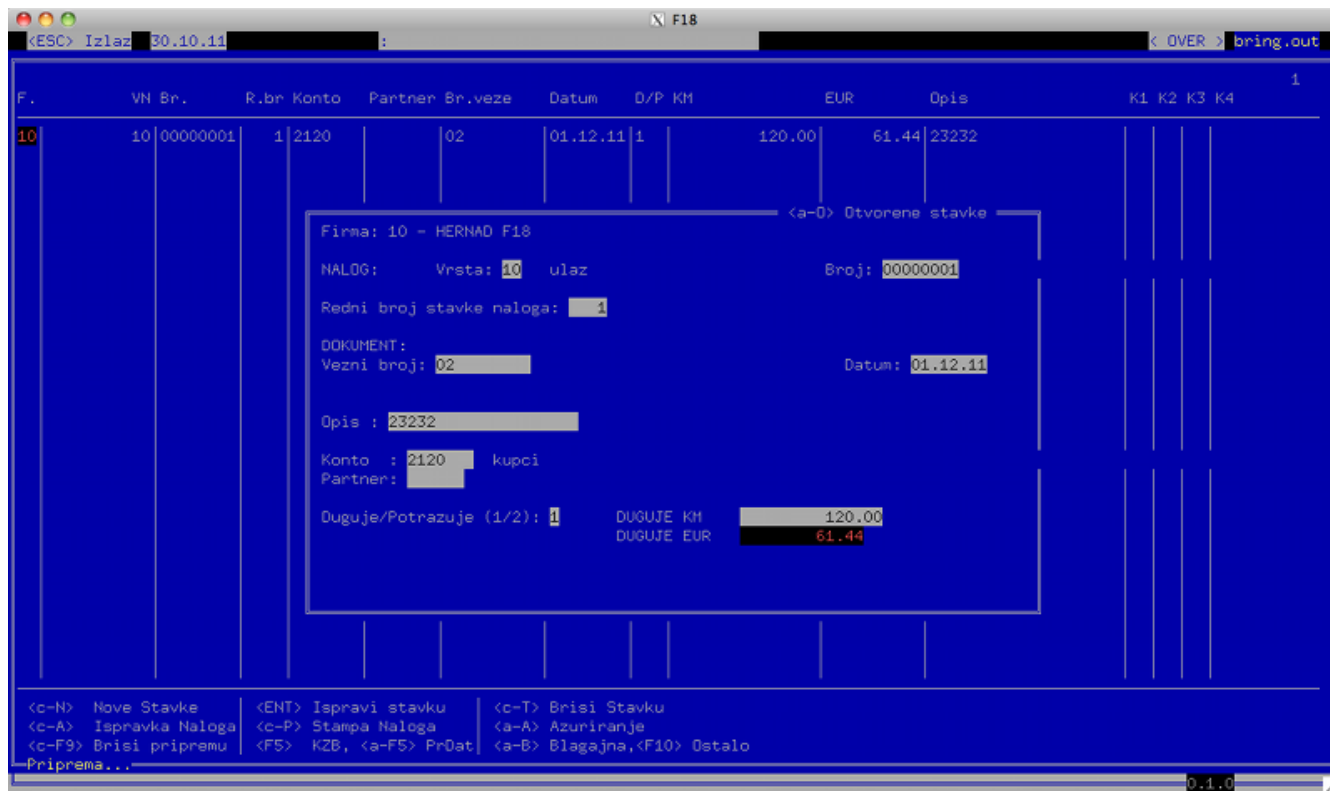 F18
<ESC> Izlaz 30.10.11 : < OVER > bring.out
1
F. VN Br. R.br Konto Partner Br.veze Datum D/P KM EUR Opis K1 K2 K3 K4
10 10 00000001 1 2120 02 01.12.11 1 120.00 61.44 23232
<a-O> Otvorene stavke
Firma: 10 - HERNAD F18
NALOG: Vrsta: 10 ulaz Broj: 00000001
Redni broj stavke naloga: 1
DOKUMENT:
Vezni broj: 02 Datum: 01.12.11
Opis : 23232
Konto : 2120 kupci
Partner:
Duguje/Potrazuje (1/2): 1 DUGUJE KM 120.00
DUGUJE EUR 61.44
<c-N> Nove Stavke <ENT> Ispravi stavku <c-T> Brisi Stavku
<c-A> Ispravka Naloga <c-P> Stampa Naloga <a-A> Azuriranje
<c-F9> Brisi pripremu <F5> KZB, <a-F5> PrDat <a-B> Blagajna,<F10> Ostalo
Priprema...
0.1.0